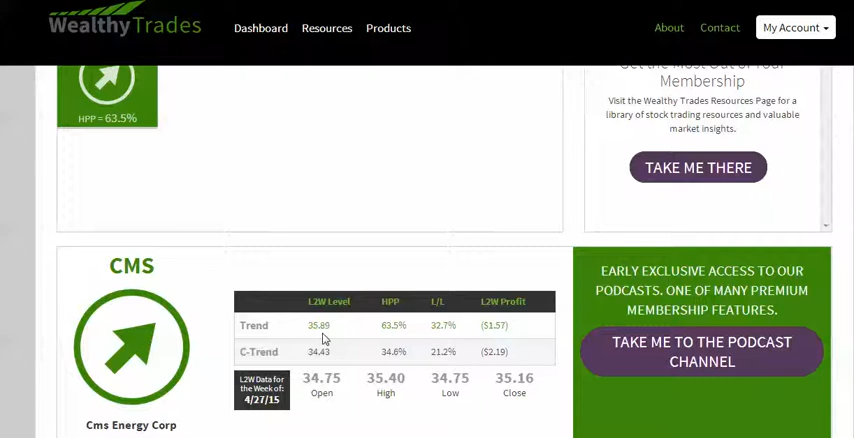 WealthyTrades
Dashboard Resources Products
About Contact My Account
HPP = 63.5%
Get the Most Out of Your
Membership
Visit the Wealthy Trades Resources Page for a
library of stock trading resources and valuable
market insights.
TAKE ME THERE
CMS
Cms Energy Corp
L2W Level HPP L/L L2W Profit
Trend 35.89 63.5% 32.7% ($1.57)
C-Trend 34.43 34.6% 21.2% ($2.19)
L2W Data for
the Week of:
4/27/15
34.75 35.40 34.75 35.16
Open High Low Close
EARLY EXCLUSIVE ACCESS TO OUR
PODCASTS. ONE OF MANY PREMIUM
MEMBERSHIP FEATURES.
TAKE ME TO THE PODCAST
CHANNEL